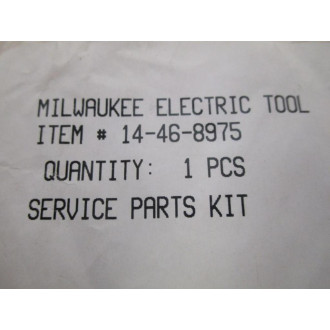 MILWAUKEE ELECTRIC TOOL
ITEM # 14-46-8975
QUANTITY: 1 PCS
SERVICE PARTS KIT